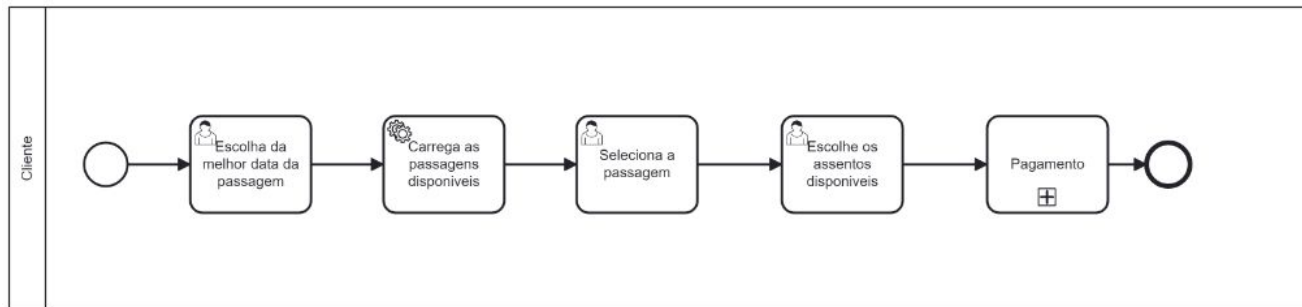 Cliente
Escolha da
melhor data da
passagem
Carrega as
passagens
disponiveis
Seleciona a
passagem
Escolhe os
assentos
disponiveis
Pagamento